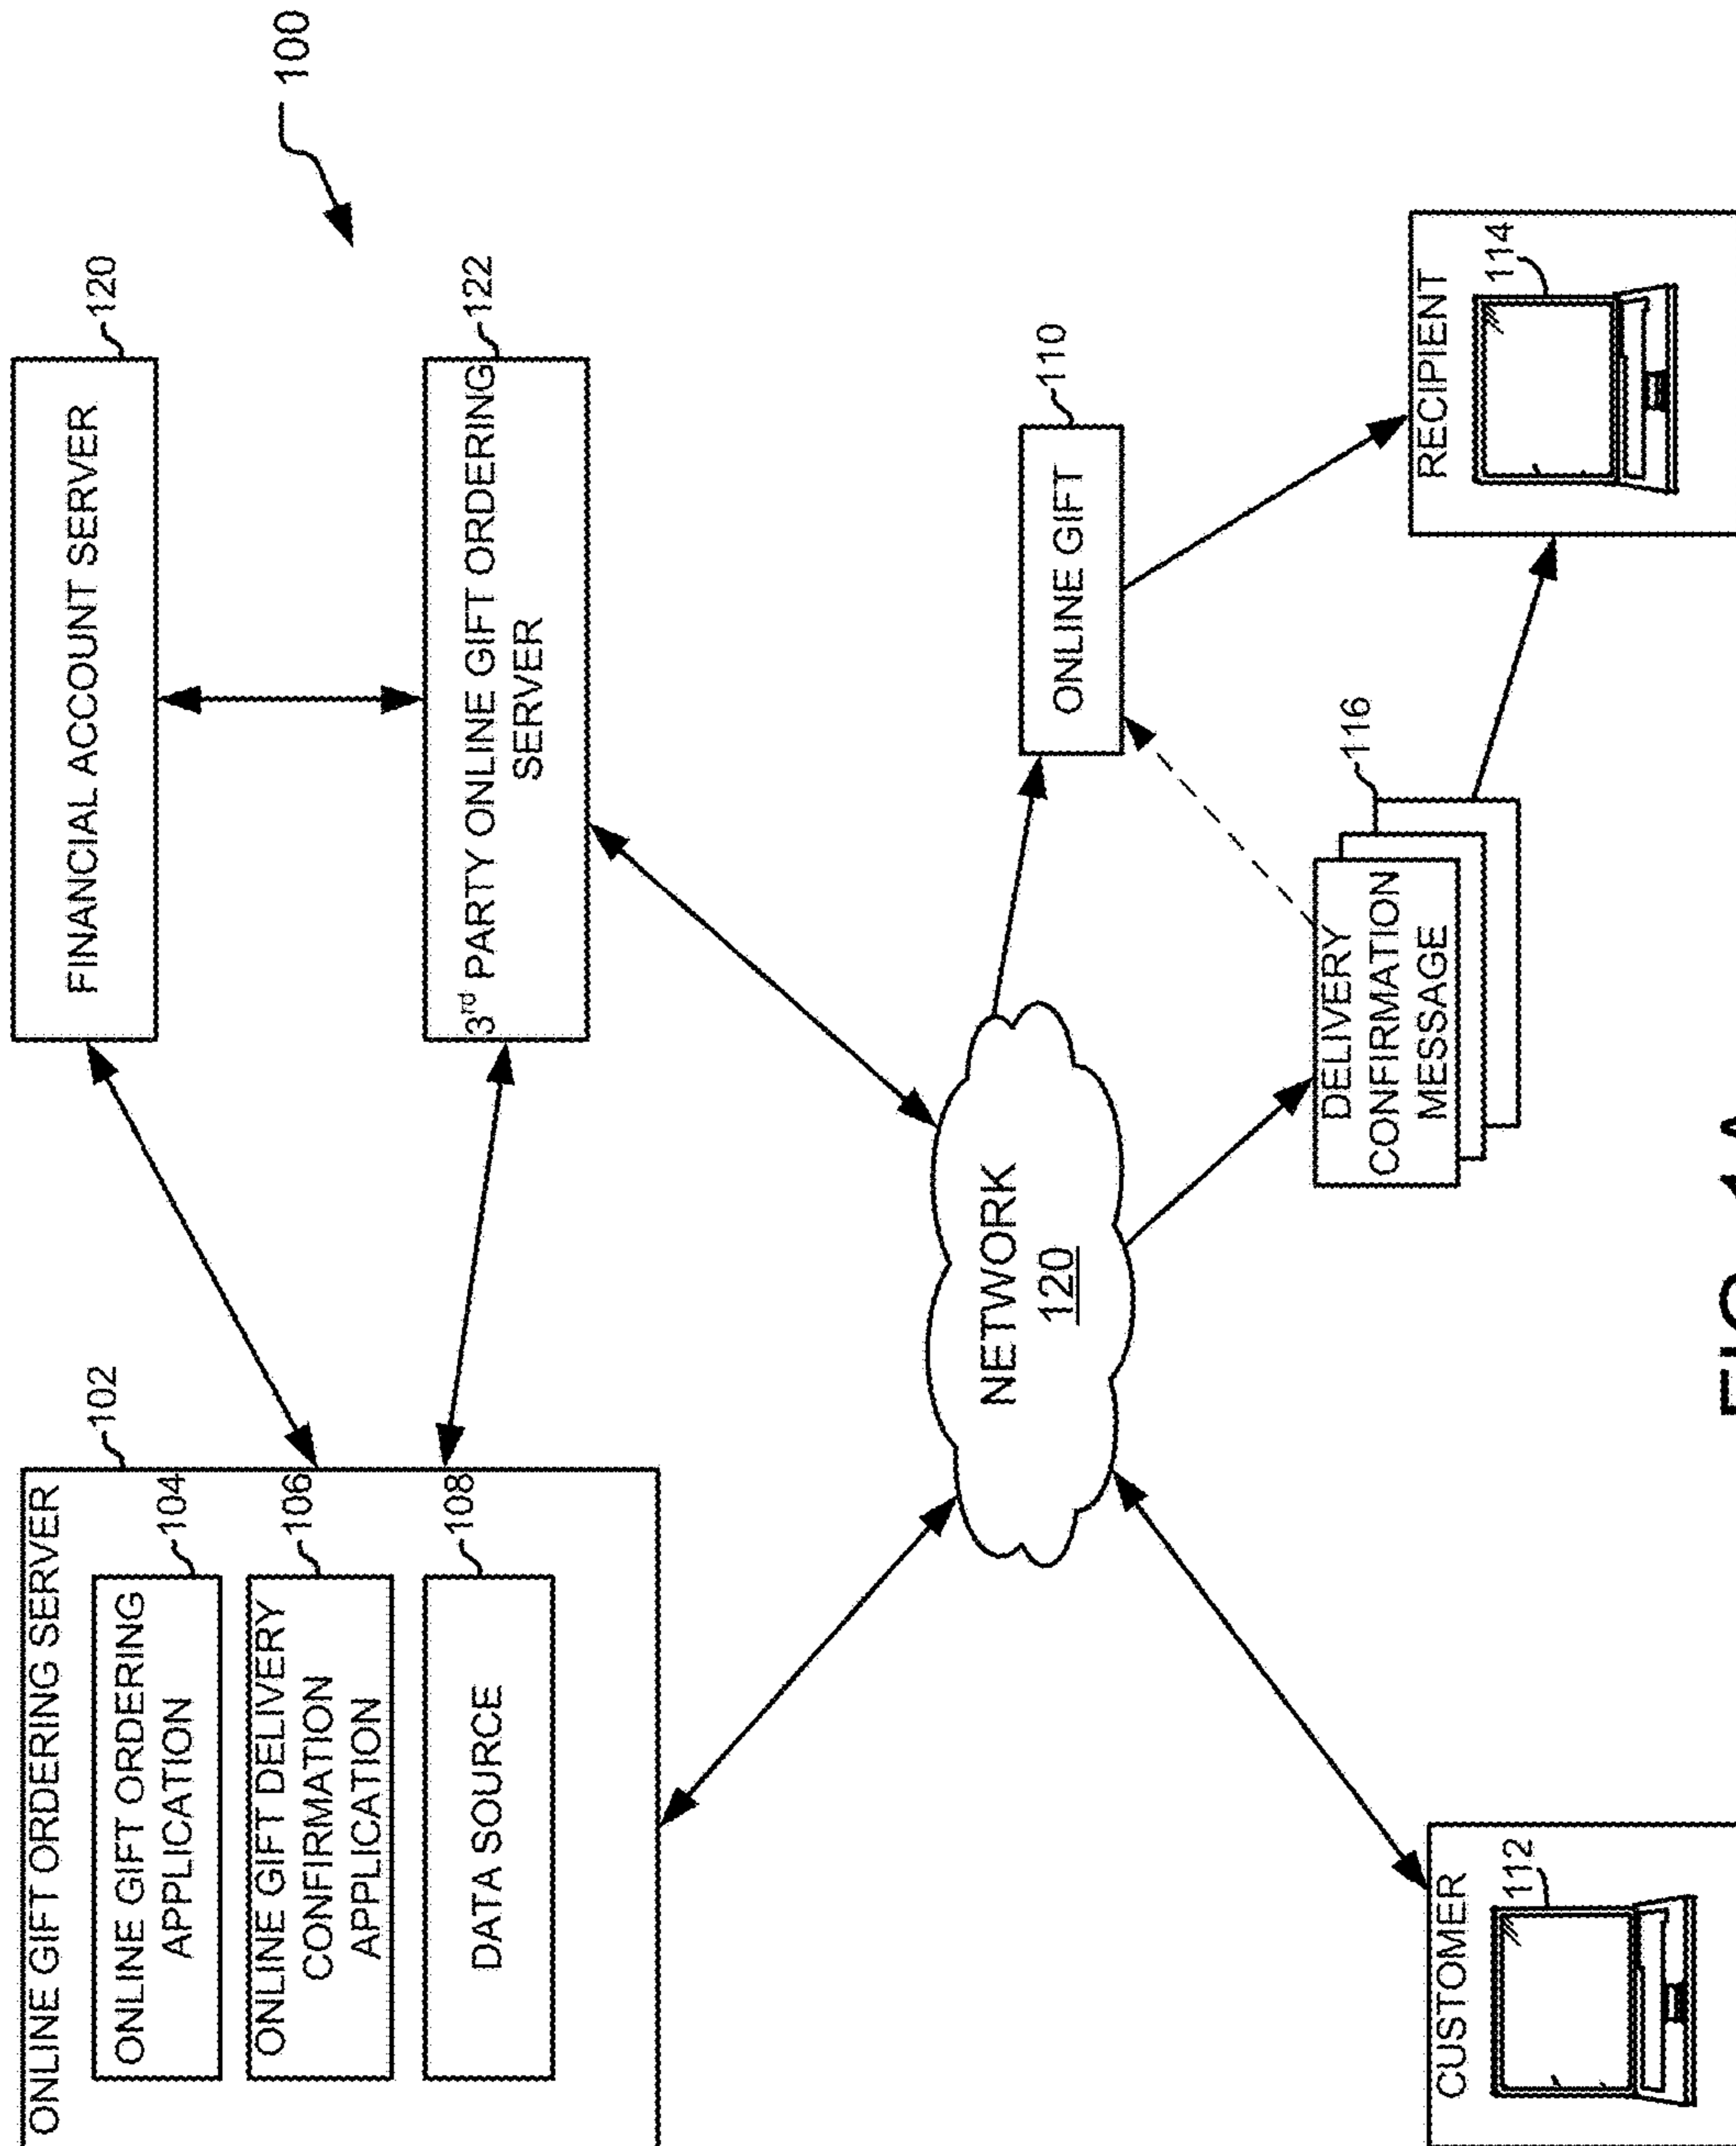 ONLINE GIFT ORDERING SERVER
102
ONLINE GIFT ORDERING
APPLICATION
104
ONLINE GIFT DELIVERY
CONFIRMATION
APPLICATION
106
DATA SOURCE
108
FINANCIAL ACCOUNT SERVER
120
3rd PARTY ONLINE GIFT ORDERING
SERVER
122
100
NETWORK
120
ONLINE GIFT
110
DELIVERY
CONFIRMATION
MESSAGE
116
CUSTOMER
112
RECIPIENT
114